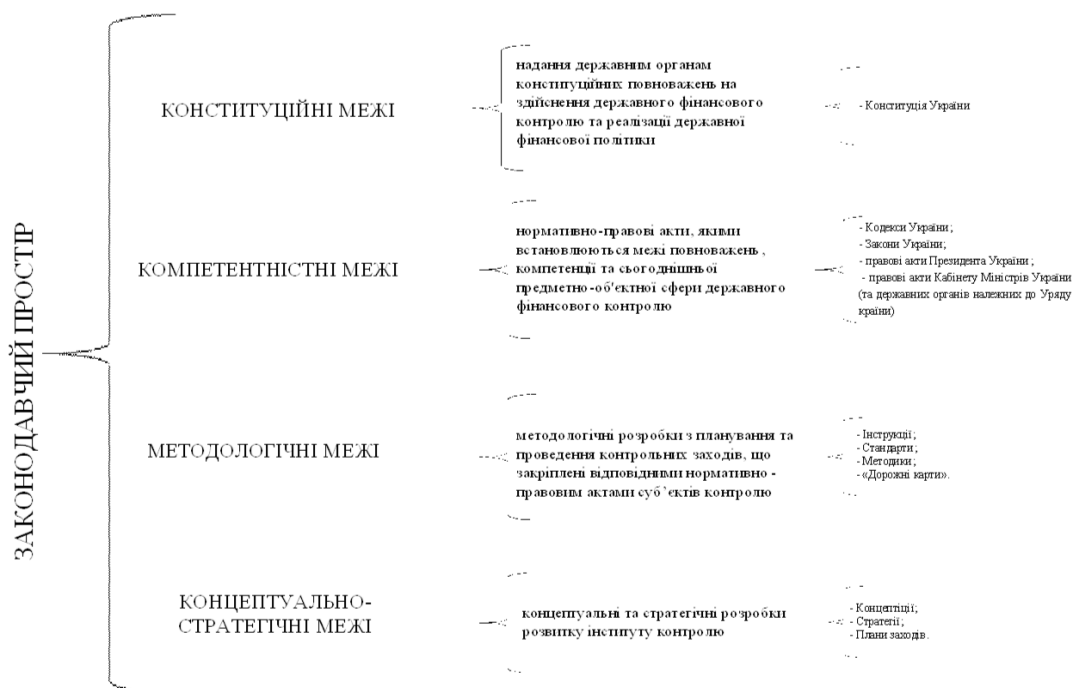 ЗАКОНОДАВЧИЙ ПРОСТІР
КОНСТИТУЦІЙНІ МЕЖІ
надання державним органам
конституційних повноважень на
здійснення державного фінансового
контролю та реалізації державної
фінансової політики
- Конституція України
КОМПЕТЕНТНІСТНІ МЕЖІ
нормативно-правові акти, якими
встановлюються межі повноважень ,
компетенції та сьогоднішньої
предметно-об'єктної сфери державного
фінансового контролю
- Кодекси України;
- Закони України;
- правові акти Президента України ;
- правові акти Кабінету Міністрів України
(та державних органів належних до Уряду
країни)
МЕТОДОЛОГІЧНІ МЕЖІ
методологічні розробки з планування та
проведення контрольних заходів, що
закріплені відповідними нормативно -
правовим актами суб`єктів контролю
- Інструкції;
- Стандарти;
- Методики;
- «Дорожні карти».
КОНЦЕПТУАЛЬНО-
СТРАТЕГІЧНІ МЕЖІ
концептуальні та стратегічні розробки
розвитку інституту контролю
- Концептіції;
- Стратегії;
- Плани заходів.